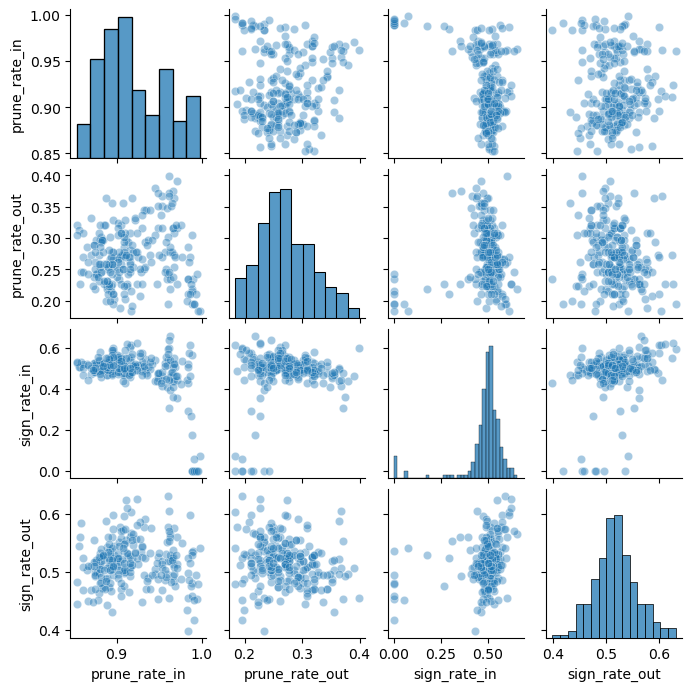 prune_rate_in
1.00
0.95
0.90
0.85
prune_rate_out
0.40
0.35
0.30
0.25
0.20
sign_rate_in
0.6
0.4
0.2
0.0
sign_rate_out
0.6
0.5
0.4
0.9 1.0
0.2 0.3 0.4
0.00 0.25 0.50
0.4 0.5 0.6
prune_rate_in prune_rate_out sign_rate_in sign_rate_out